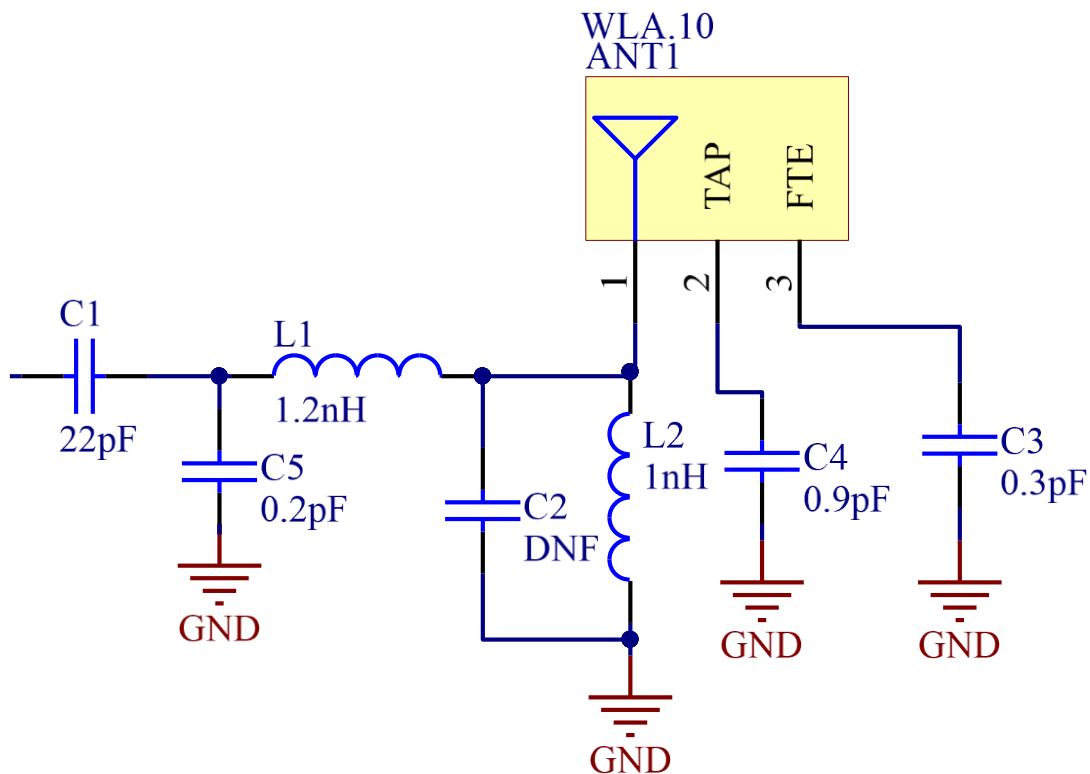 WLA.10
ANT1
TAP
FTE
1
2
3
C1
22pF
L1
1.2nH
C5
0.2pF
GND
C2
DNF
L2
1nH
GND
C4
0.9pF
GND
C3
0.3pF
GND